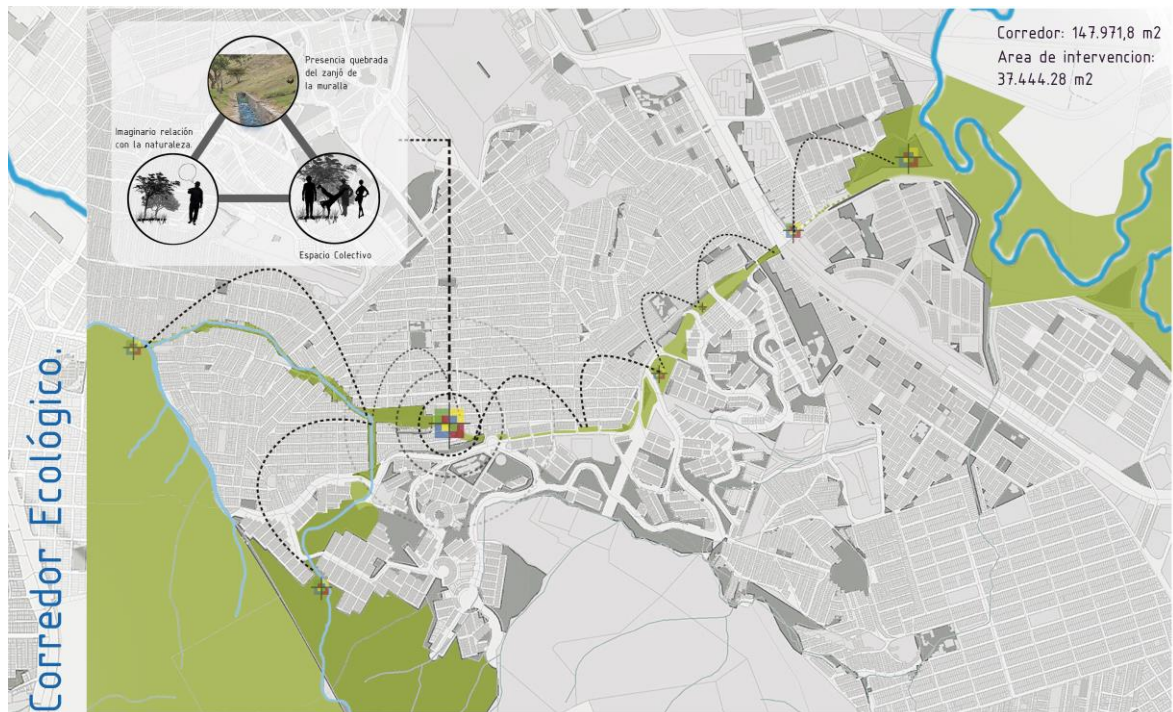 Corredor Ecológico.
Presencia quebrada
del zanjó de
la muralla
Imaginario relación
con la naturaleza.
Espacio Colectivo
Corredor: 147.971,8 m2
Area de intervencion:
37.444.28 m2